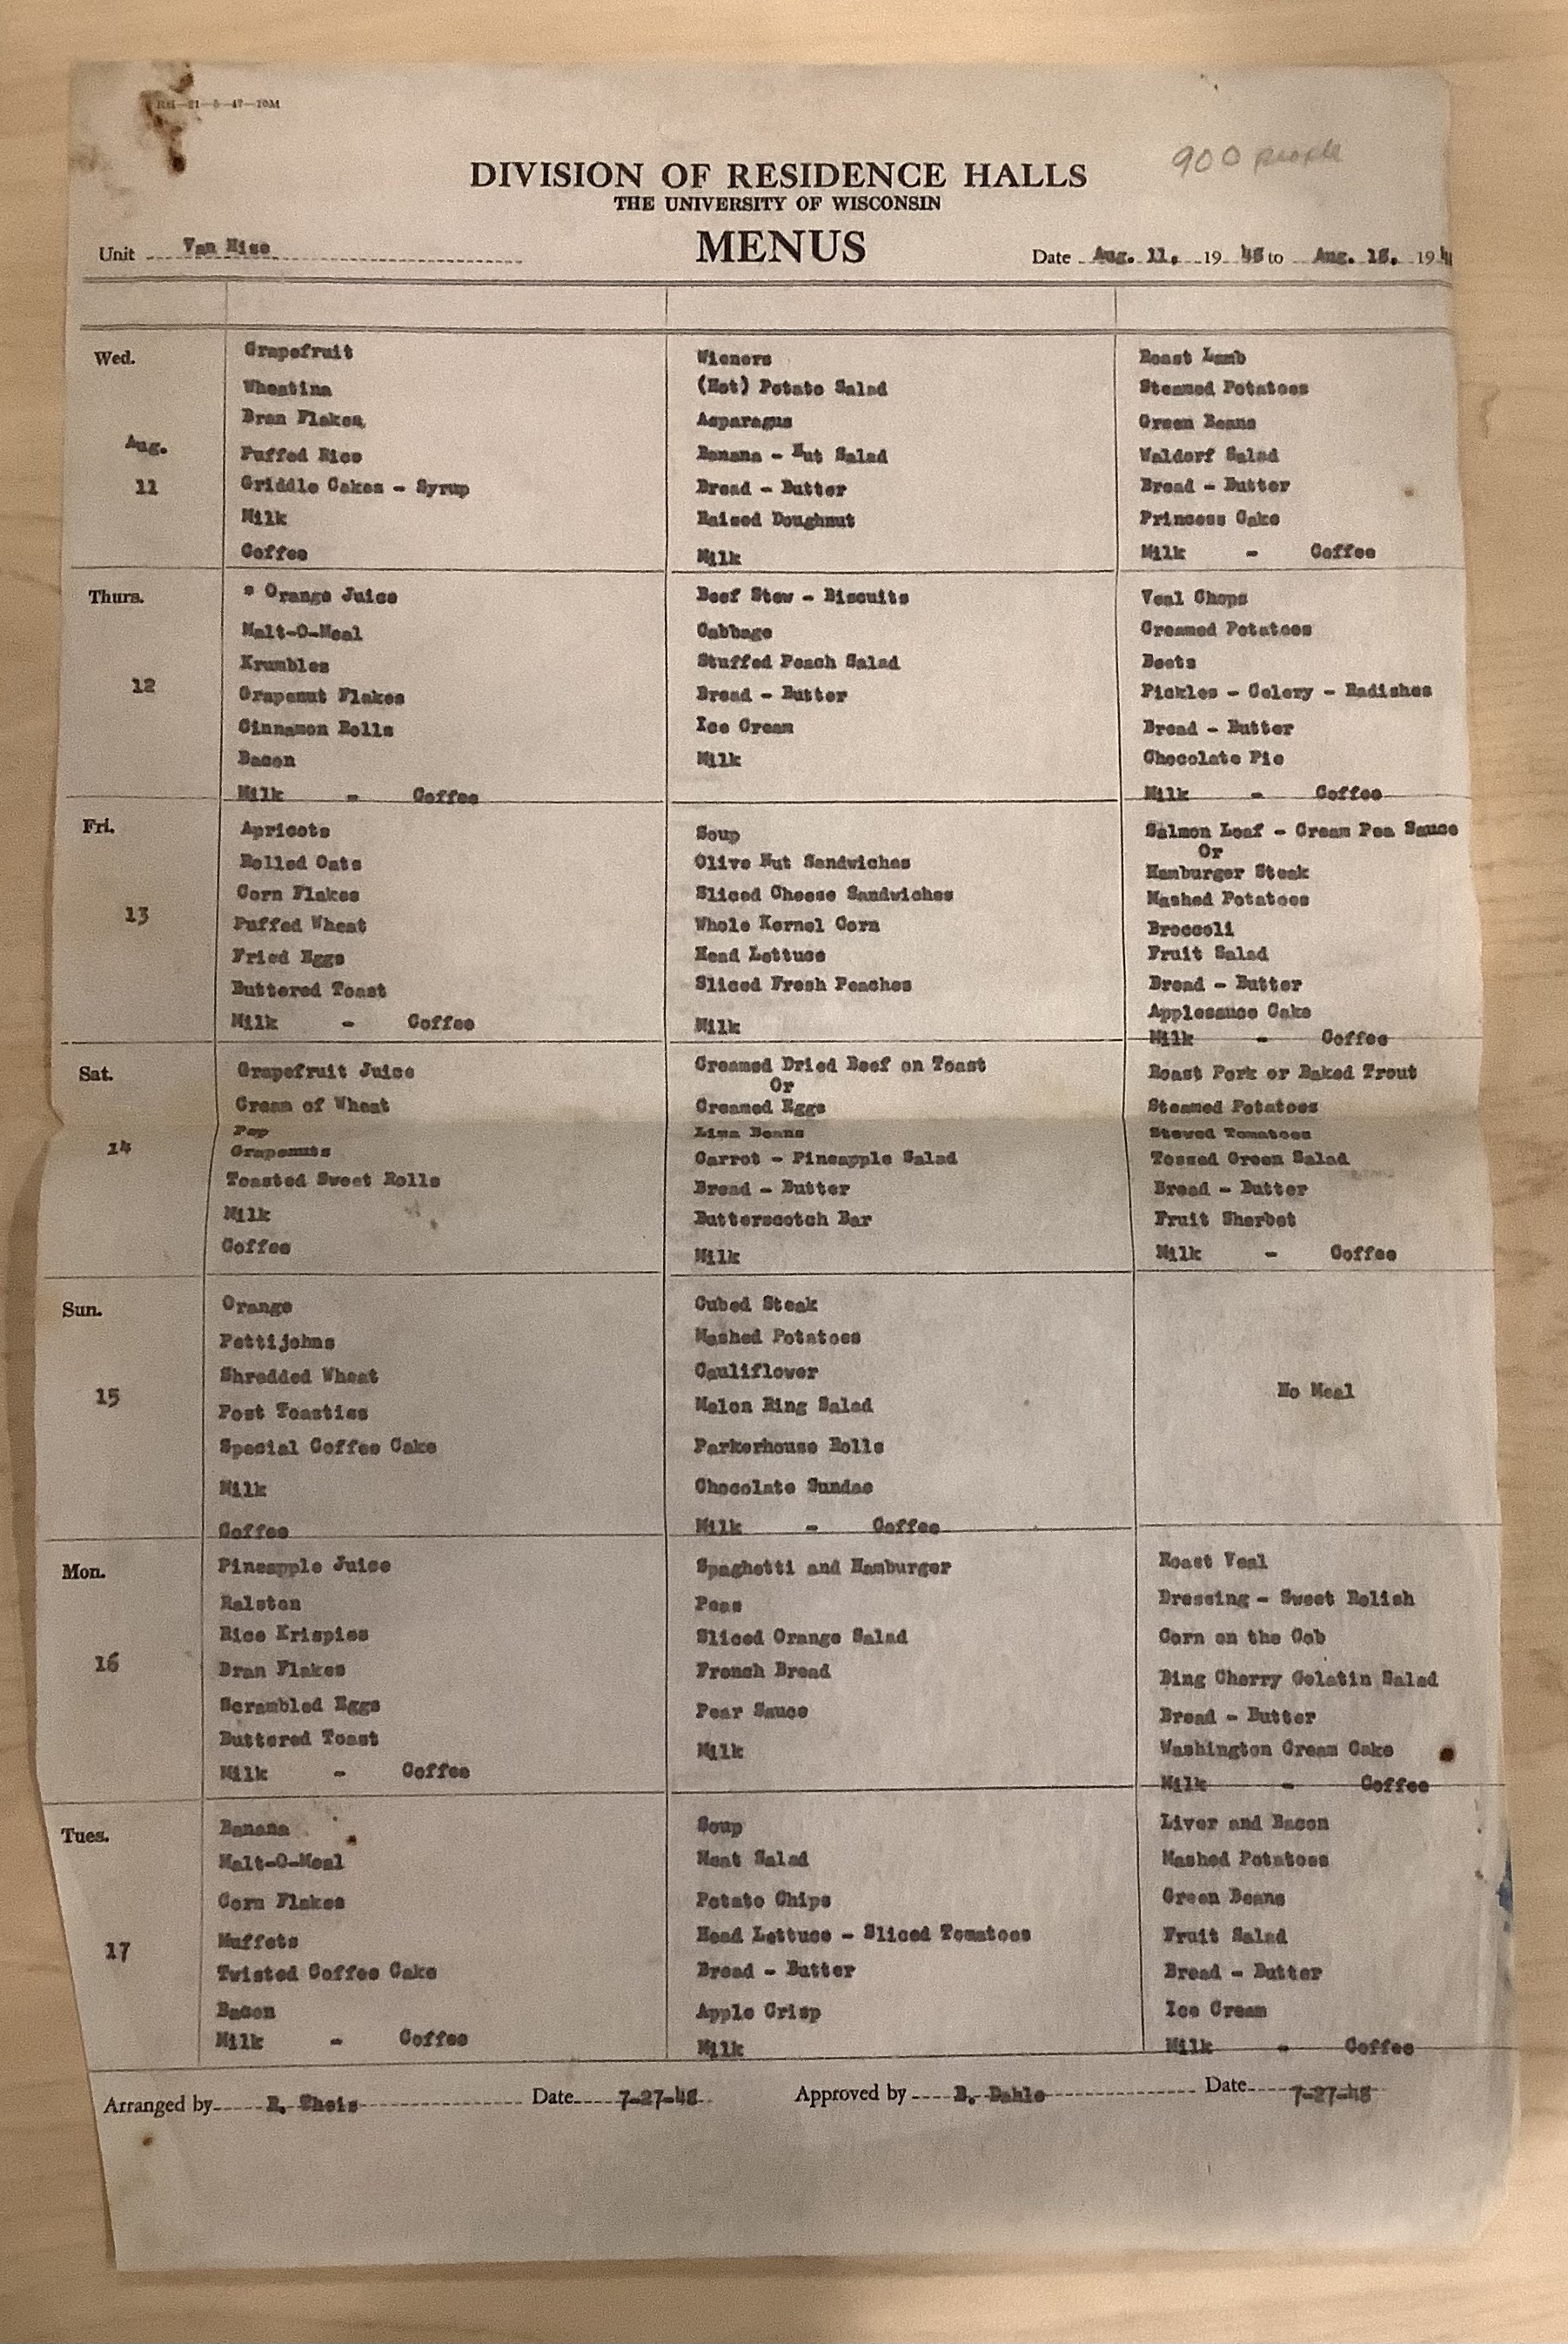 RH—21—5—47—10M
900 people
DIVISION OF RESIDENCE HALLS
THE UNIVERSITY OF WISCONSIN
Unit Van Hise
MENUS
Date Aug. 11, 19 48 to Aug. 18, 19 4
Wed.
Aug.
11
Grapefruit
Wheatina
Bran Flakes
Puffed Rice
Griddle Cakes - Syrup
Milk
Coffee
Wieners
(Hot) Potato Salad
Asparagus
Banana - Nut Salad
Bread - Butter
Raised Doughnut
Milk
Roast Lamb
Steamed Potatoes
Green Beans
Waldorf Salad
Bread - Butter
Princess Cake
Milk - Coffee
Thurs.
12
* Orange Juice
Malt-O-Meal
Krumbles
Grapenut Flakes
Cinnamon Rolls
Bacon
Milk - Coffee
Beef Stew - Biscuits
Cabbage
Stuffed Peach Salad
Bread - Butter
Ice Cream
Milk
Veal Chops
Creamed Potatoes
Beets
Pickles - Celery - Radishes
Bread - Butter
Chocolate Pie
Milk - Coffee
Fri.
13
Apricots
Rolled Oats
Corn Flakes
Puffed Wheat
Fried Eggs
Buttered Toast
Milk - Coffee
Soup
Olive Nut Sandwiches
Sliced Cheese Sandwiches
Whole Kernel Corn
Head Lettuce
Sliced Fresh Peaches
Milk
Salmon Loaf - Cream Pea Sauce
Or
Hamburger Steak
Mashed Potatoes
Broccoli
Fruit Salad
Bread - Butter
Applesauce Cake
Milk - Coffee
Sat.
14
Grapefruit Juice
Cream of Wheat
Pep
Grapenuts
Toasted Sweet Rolls
Milk
Coffee
Creamed Dried Beef on Toast
Or
Creamed Eggs
Lima Beans
Carrot - Pineapple Salad
Bread - Butter
Butterscotch Bar
Milk
Roast Pork or Baked Trout
Steamed Potatoes
Stewed Tomatoes
Tossed Green Salad
Bread - Butter
Fruit Sherbet
Milk - Coffee
Sun.
15
Orange
Pettijohns
Shredded Wheat
Post Toasties
Special Coffee Cake
Milk
Coffee
Cubed Steak
Mashed Potatoes
Cauliflower
Melon Ring Salad
Parkerhouse Rolls
Chocolate Sundae
Milk - Coffee
No Meal
Mon.
16
Pineapple Juice
Ralston
Rice Krispies
Bran Flakes
Scrambled Eggs
Buttered Toast
Milk - Coffee
Spaghetti and Hamburger
Peas
Sliced Orange Salad
French Bread
Pear Sauce
Milk
Roast Veal
Dressing - Sweet Relish
Corn on the Cob
Bing Cherry Gelatin Salad
Bread - Butter
Washington Cream Cake
Milk - Coffee
Tues.
17
Banana
Malt-O-Meal
Corn Flakes
Muffets
Twisted Coffee Cake
Bacon
Milk - Coffee
Soup
Meat Salad
Potato Chips
Head Lettuce - Sliced Tomatoes
Bread - Butter
Apple Crisp
Milk
Liver and Bacon
Mashed Potatoes
Green Beans
Fruit Salad
Bread - Butter
Ice Cream
Milk - Coffee
Arranged by R. Theis Date 7-27-48 Approved by B. Dahle Date 7-27-48